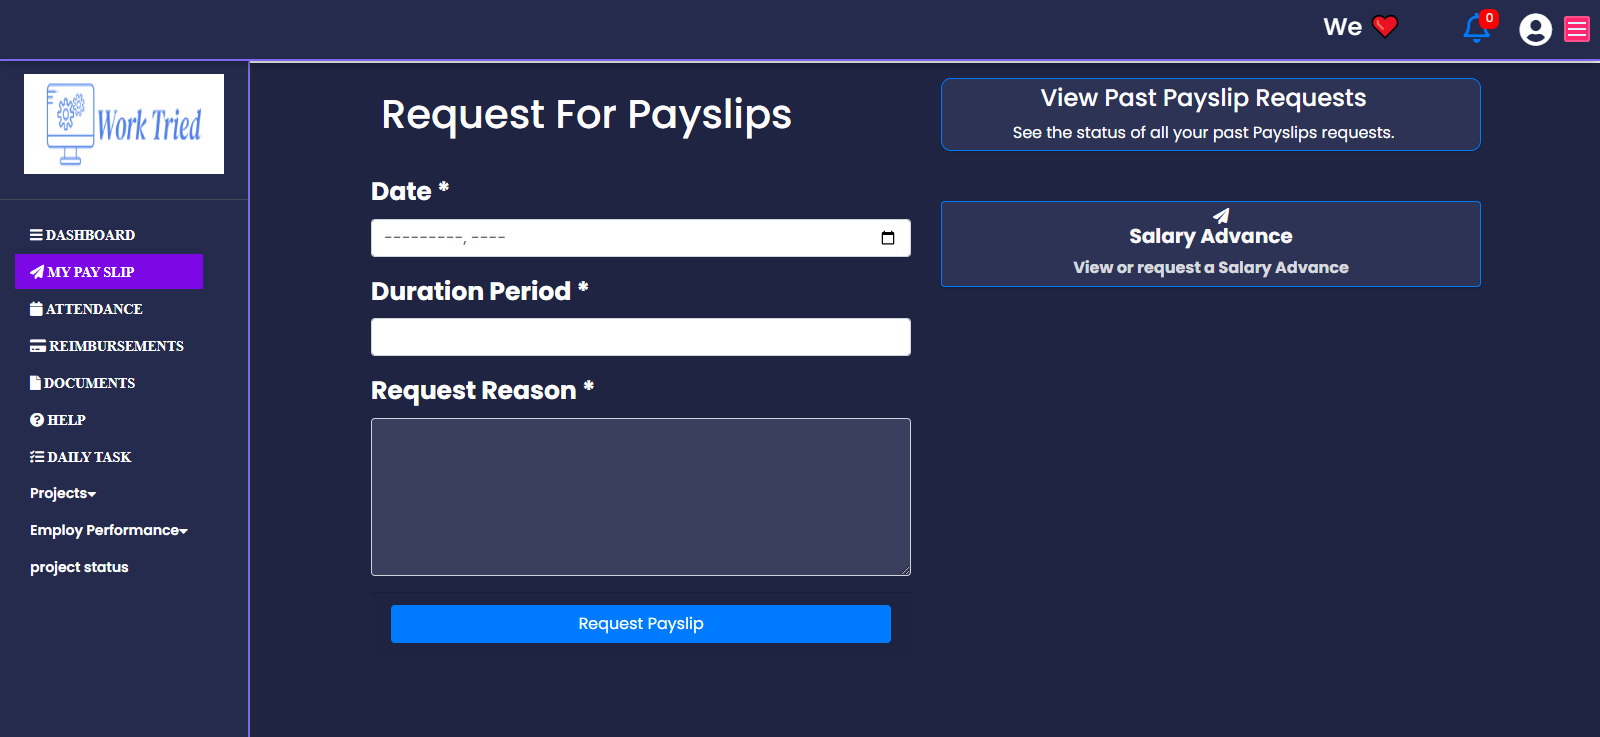 We
0
Work Tried
DASHBOARD
MY PAY SLIP
ATTENDANCE
REIMBURSEMENTS
DOCUMENTS
HELP
DAILY TASK
Projects
Employ Performance
project status
Request For Payslips
Date *
---------, ----
Duration Period *
Request Reason *
Request Payslip
View Past Payslip Requests
See the status of all your past Payslips requests.
Salary Advance
View or request a Salary Advance